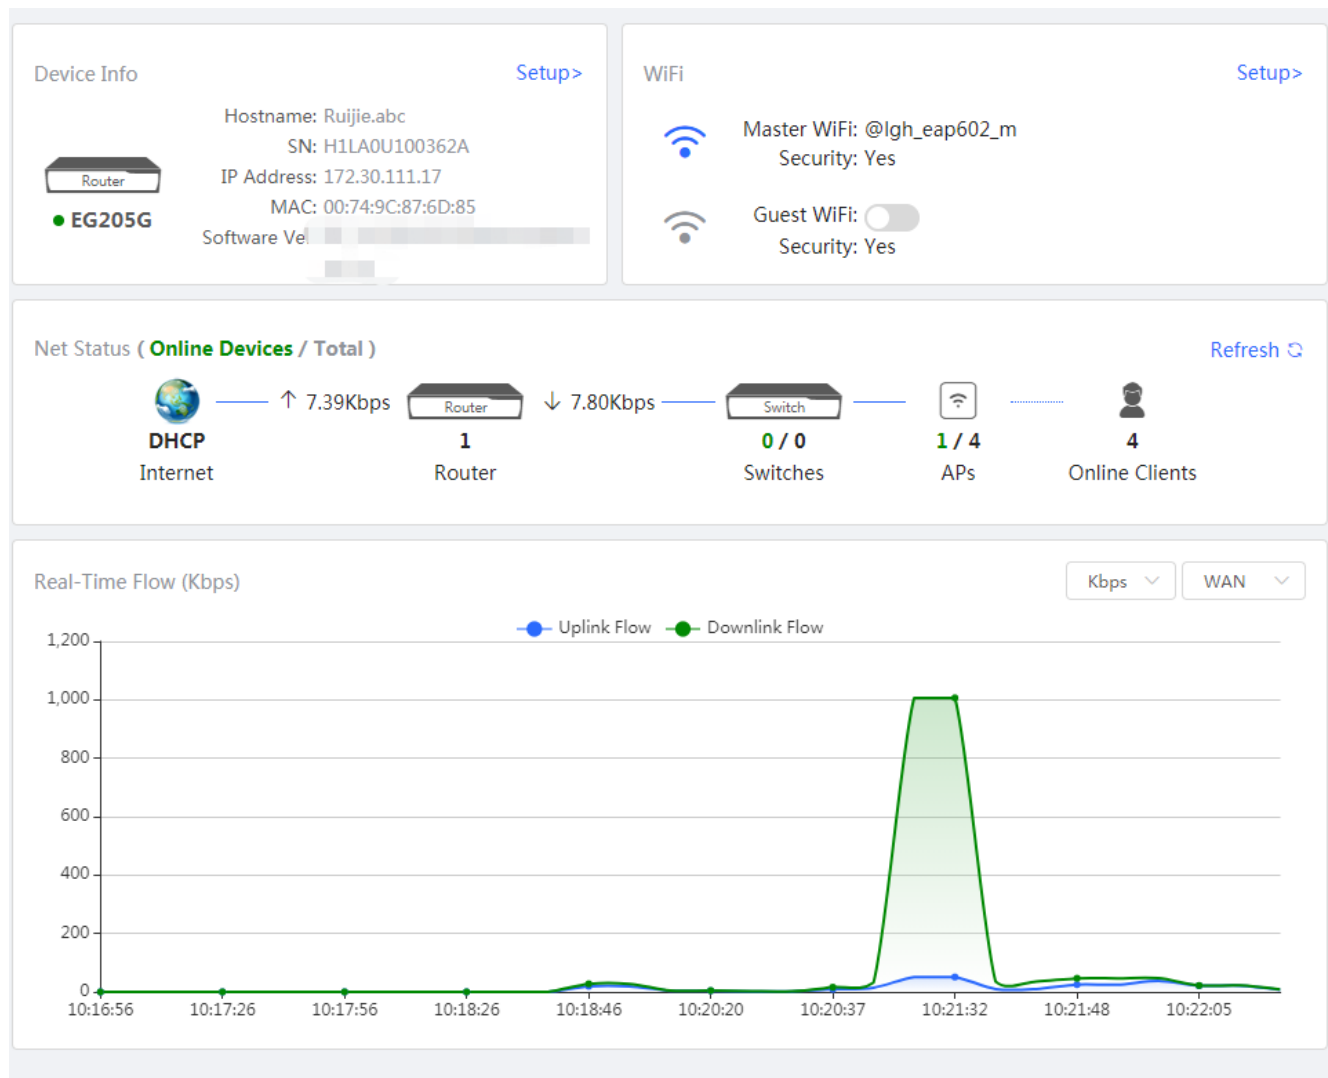 Device Info
Setup>
Hostname: Ruijie.abc
SN: H1LA0U100362A
IP Address: 172.30.111.17
MAC: 00:74:9C:87:6D:85
Software
Router
EG205G
WiFi
Setup>
Master WiFi: @lgh_eap602_m
Security: Yes
Guest WiFi:
Security: Yes
Net Status ( Online Devices / Total )
Refresh
↑ 7.39Kbps
Router
↓ 7.80Kbps
Switch
DHCP
1
0 / 0
1 / 4
4
Internet
Router
Switches
APs
Online Clients
Real-Time Flow (Kbps)
Kbps
WAN
Uplink Flow
Downlink Flow
1,200
1,000
800
600
400
200
0
10:16:56
10:17:26
10:17:56
10:18:26
10:18:46
10:20:20
10:20:37
10:21:32
10:21:48
10:22:05